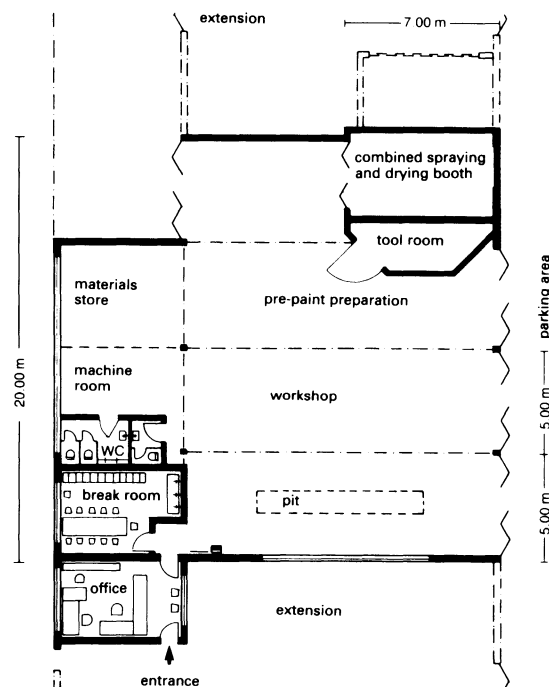 extension
7 00 m
combined spraying
and drying booth
tool room
materials
store
pre-paint preparation
parking area
machine
room
20.00 m
workshop
5.00 m
WC
break room
pit
5.00 m
office
extension
entrance